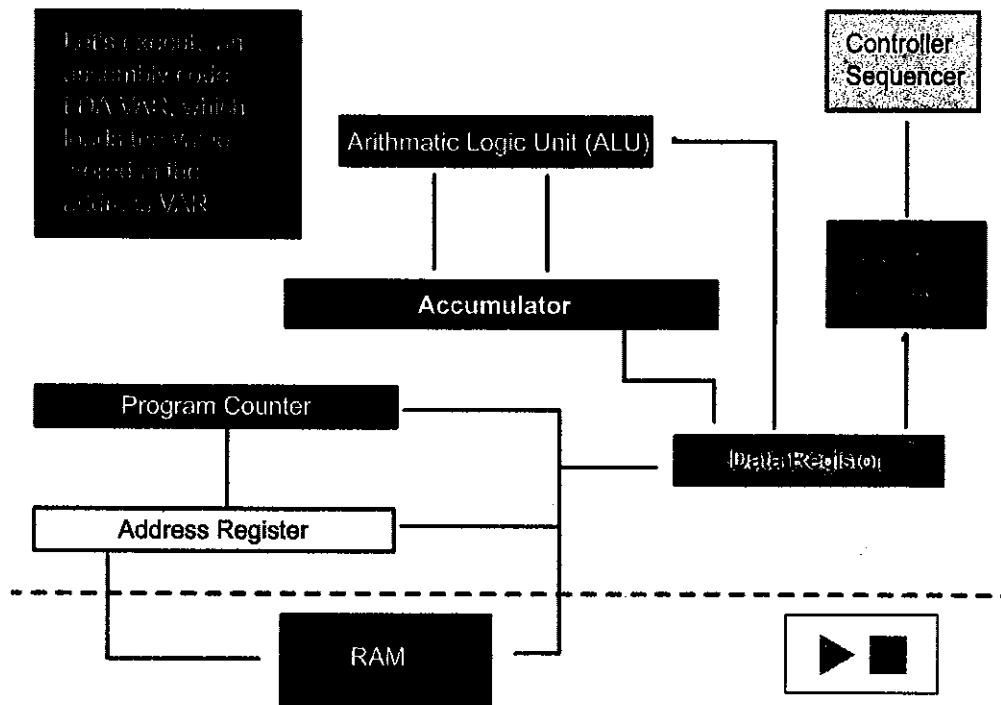 Let's execute an
assembly code
LDA VAR, which
loads the value
stored in the
address VAR
Controller
Sequencer
Arithmatic Logic Unit (ALU)
Accumulator
Program Counter
Data Registor
Address Register
RAM